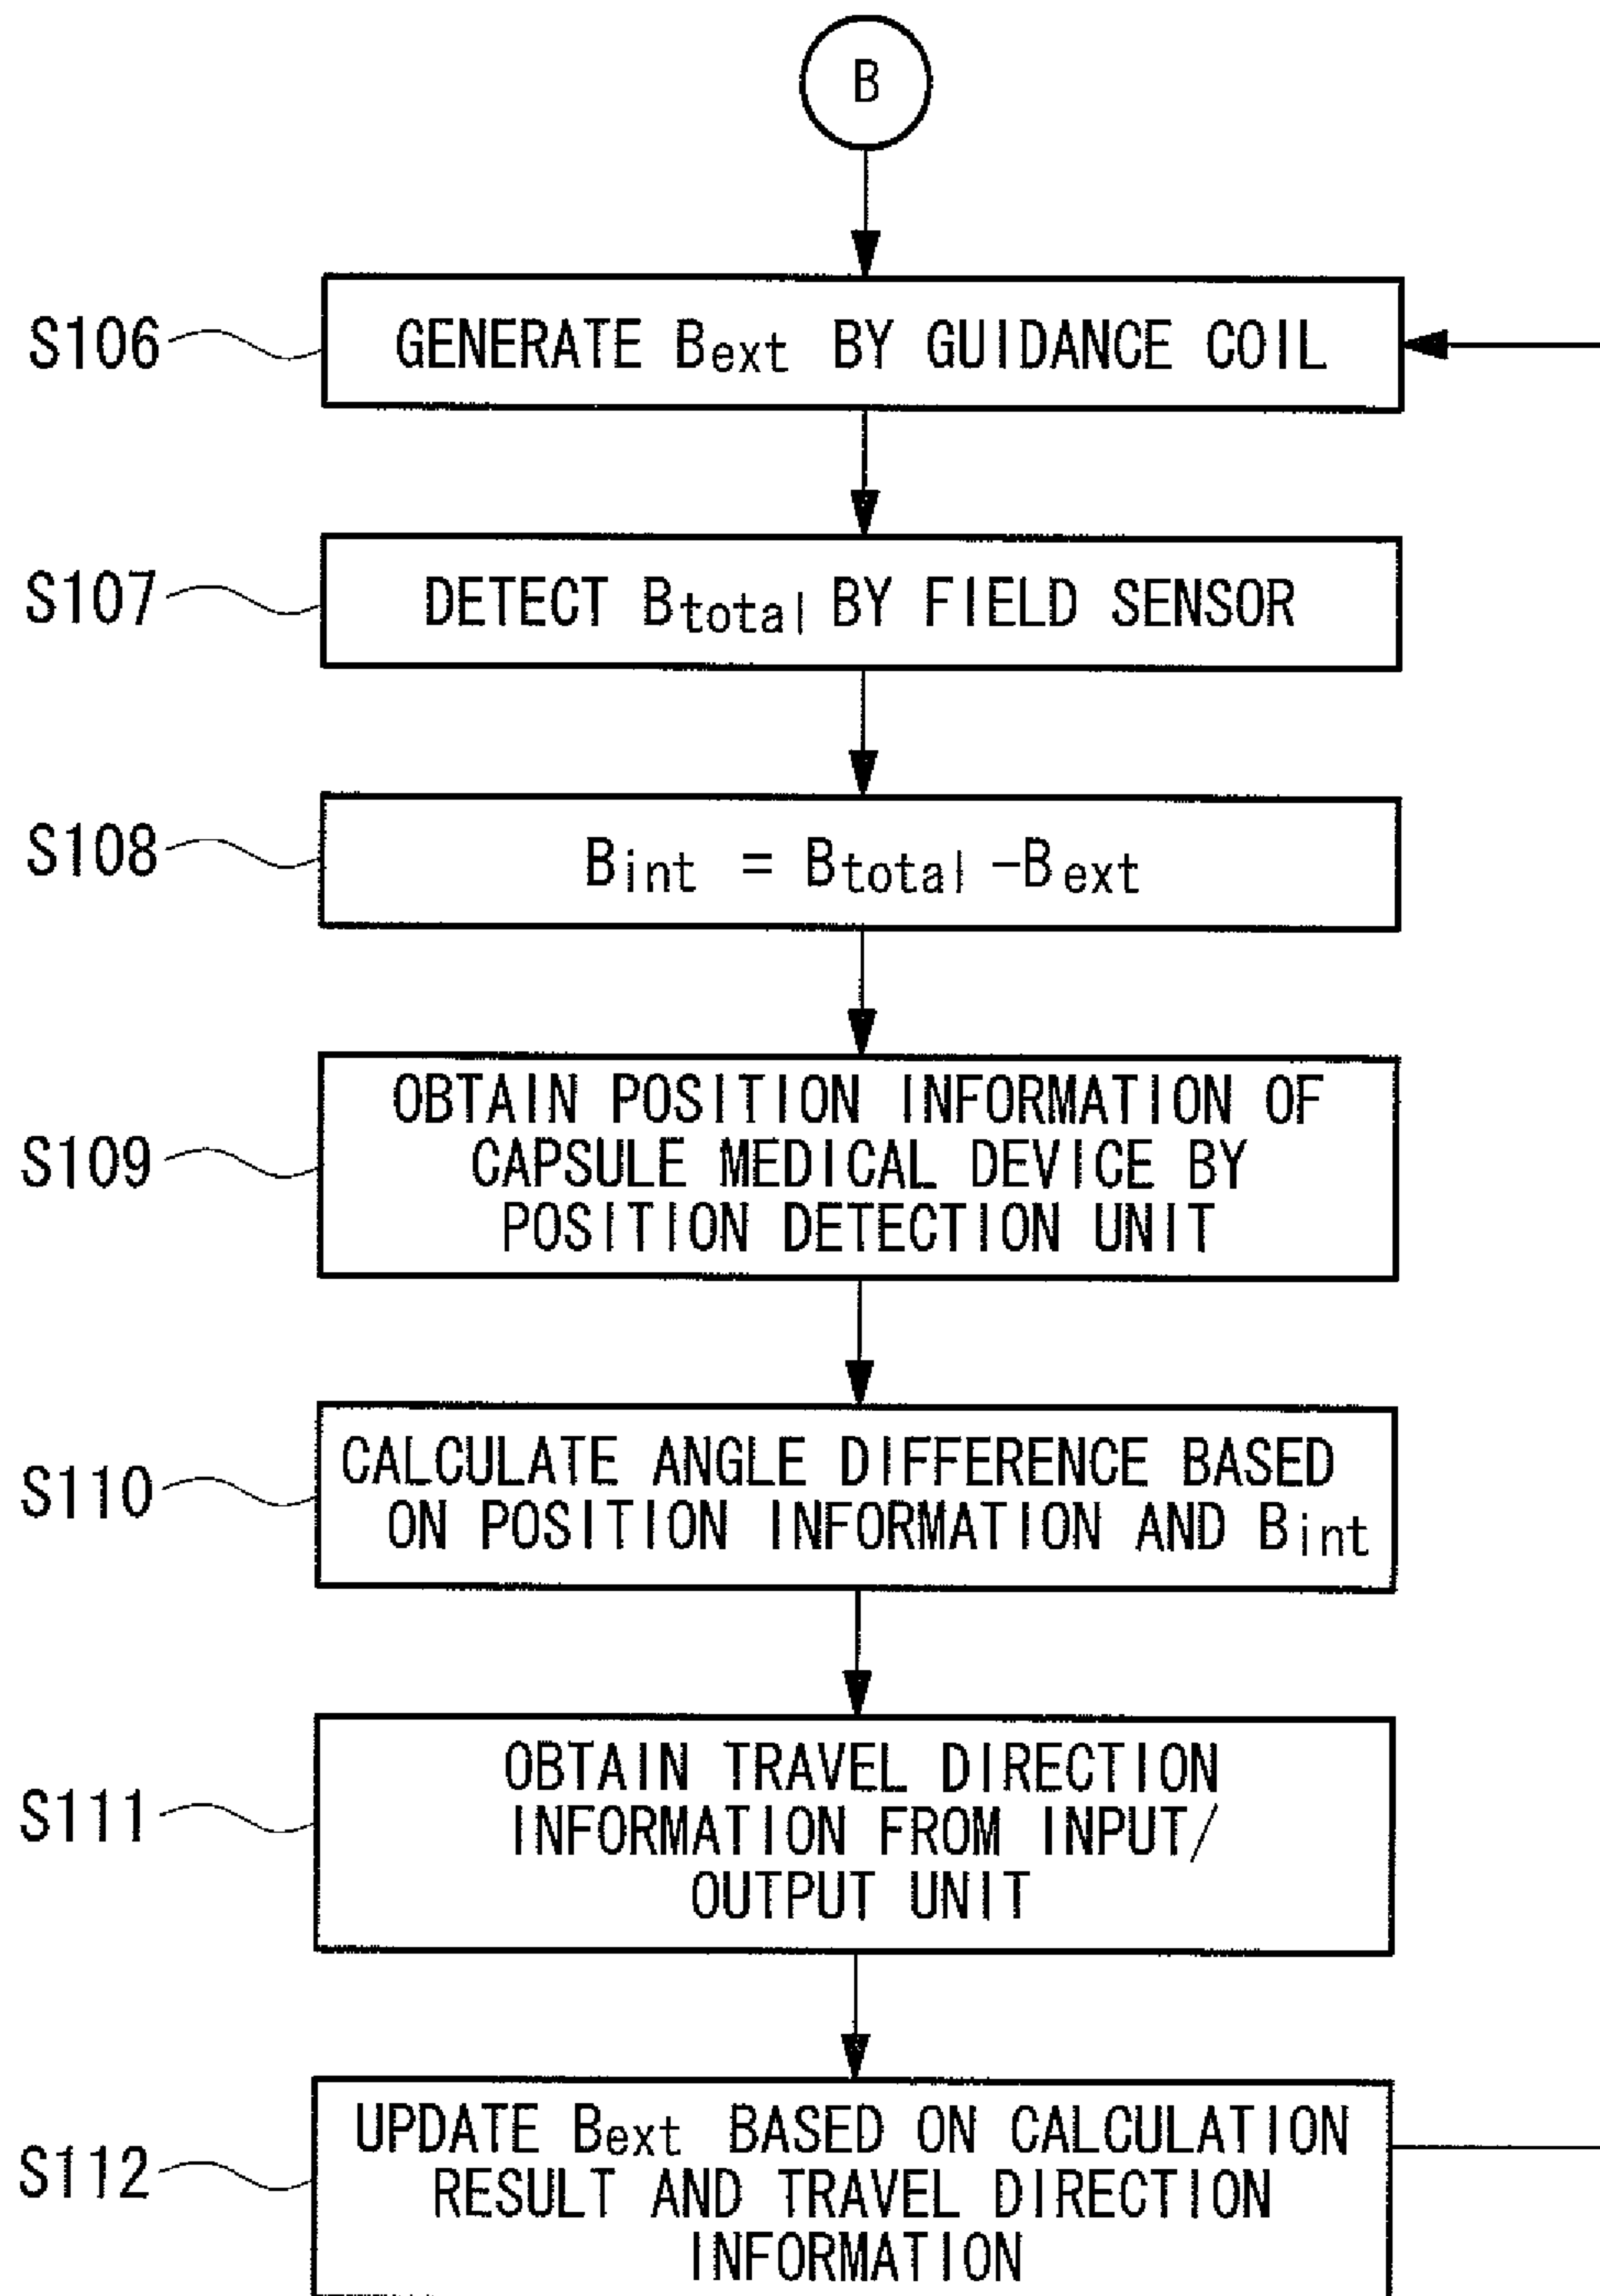 B
S106
GENERATE Bext BY GUIDANCE COIL
S107
DETECT Btotal BY FIELD SENSOR
S108
Bint = Btotal -Bext
S109
OBTAIN POSITION INFORMATION OF
CAPSULE MEDICAL DEVICE BY
POSITION DETECTION UNIT
S110
CALCULATE ANGLE DIFFERENCE BASED
ON POSITION INFORMATION AND Bint
S111
OBTAIN TRAVEL DIRECTION
INFORMATION FROM INPUT/
OUTPUT UNIT
S112
UPDATE Bext BASED ON CALCULATION
RESULT AND TRAVEL DIRECTION
INFORMATION